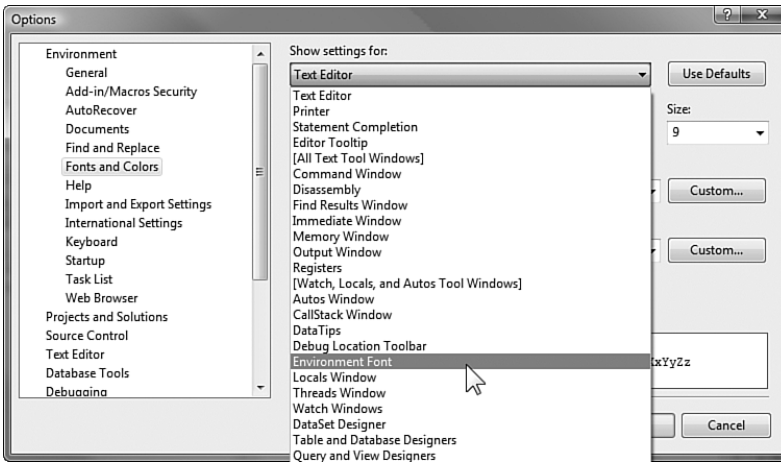 Options
Environment
General
Add-in/Macros Security
AutoRecover
Documents
Find and Replace
Fonts and Colors
Help
Import and Export Settings
International Settings
Keyboard
Startup
Task List
Web Browser
Projects and Solutions
Source Control
Text Editor
Database Tools
Debugging
Show settings for:
Text Editor
Use Defaults
Text Editor
Printer
Statement Completion
Editor Tooltip
[All Text Tool Windows]
Command Window
Disassembly
Find Results Window
Immediate Window
Memory Window
Output Window
Registers
[Watch, Locals, and Autos Tool Windows]
Autos Window
CallStack Window
DataTips
Debug Location Toolbar
Environment Font
Locals Window
Threads Window
Watch Windows
DataSet Designer
Table and Database Designers
Query and View Designers
Size:
9
Custom...
Custom...
xYyZz
Cancel